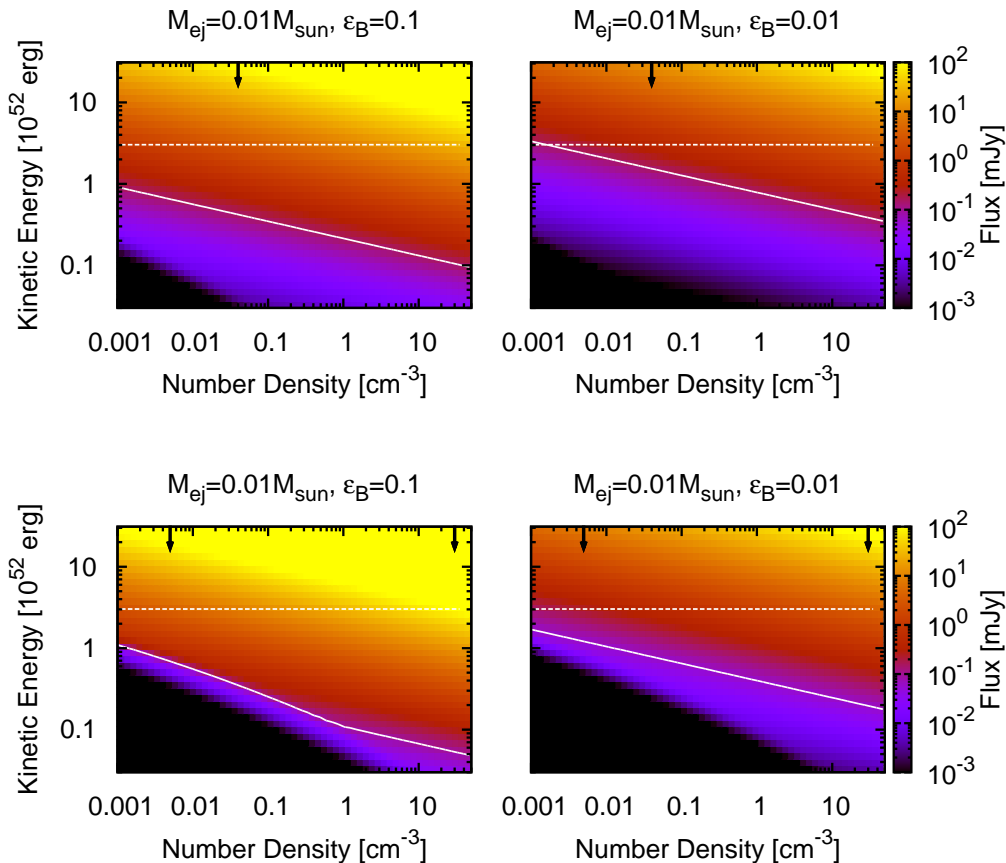 M_ej=0.01M_sun, ε_B=0.1
M_ej=0.01M_sun, ε_B=0.01
Kinetic Energy [10^52 erg]
10
1
0.1
0.001 0.01 0.1 1 10
Number Density [cm^-3]
0.001 0.01 0.1 1 10
Number Density [cm^-3]
10^2
10^1
10^0
10^-1
10^-2
10^-3
Flux [mJy]
M_ej=0.01M_sun, ε_B=0.1
M_ej=0.01M_sun, ε_B=0.01
Kinetic Energy [10^52 erg]
10
1
0.1
0.001 0.01 0.1 1 10
Number Density [cm^-3]
0.001 0.01 0.1 1 10
Number Density [cm^-3]
10^2
10^1
10^0
10^-1
10^-2
10^-3
Flux [mJy]